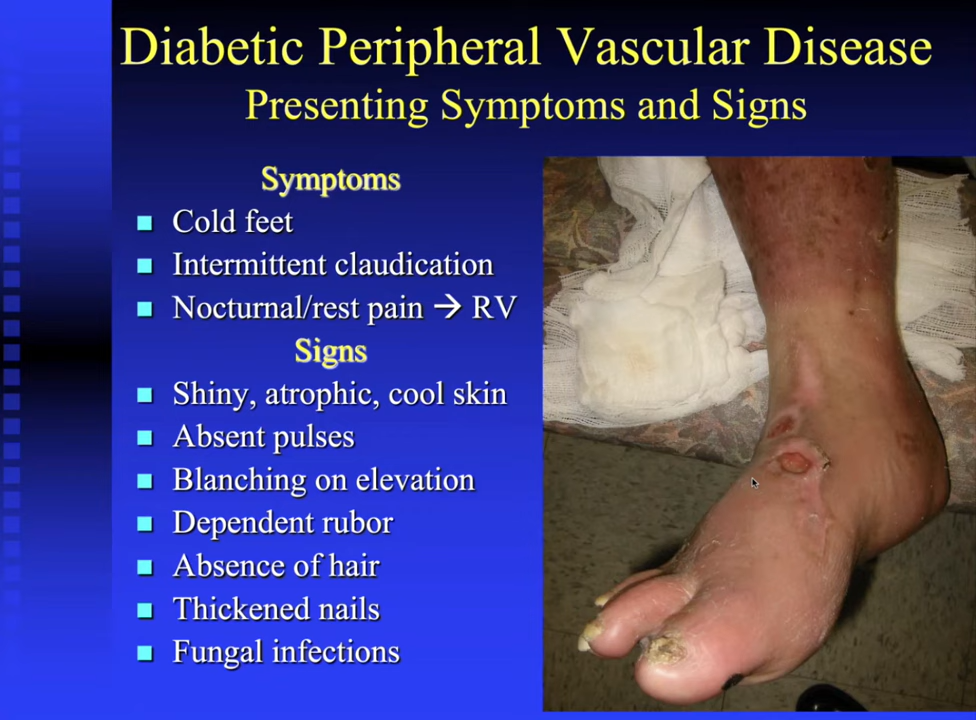 Diabetic Peripheral Vascular Disease
Presenting Symptoms and Signs
Symptoms
Cold feet
Intermittent claudication
Nocturnal/rest pain → RV
Signs
Shiny, atrophic, cool skin
Absent pulses
Blanching on elevation
Dependent rubor
Absence of hair
Thickened nails
Fungal infections